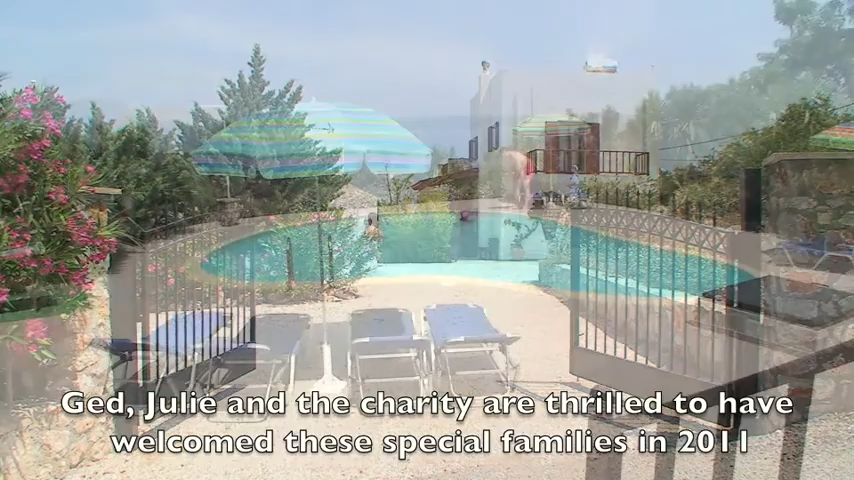 Ged, Julie and the charity are thrilled to have
welcomed these special families in 2011